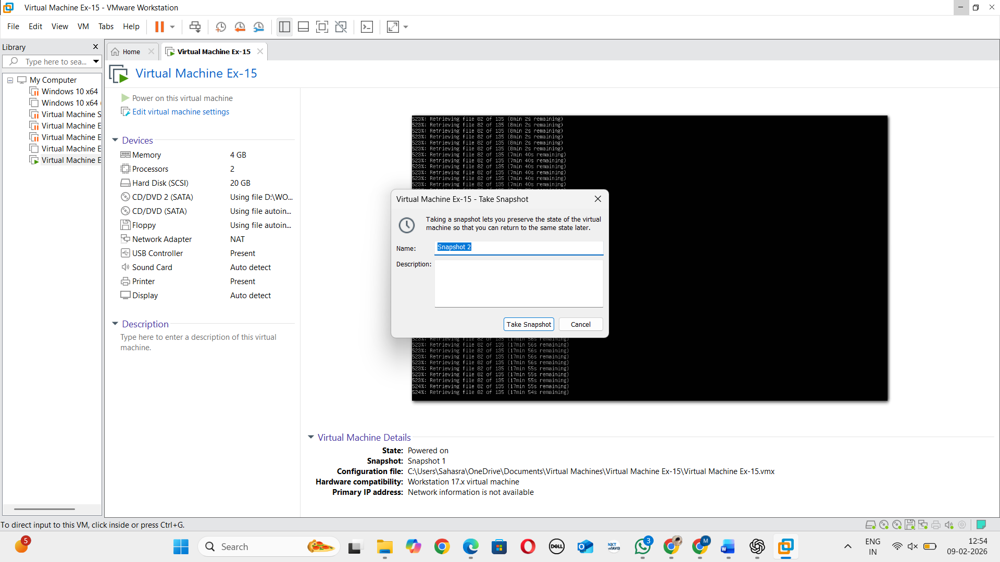 Virtual Machine Ex-15 - VMware Workstation
File Edit View VM Tabs Help
Library
Type here to sea...
My Computer
Windows 10 x64
Windows 10 x64
Virtual Machine S
Virtual Machine E
Virtual Machine E
Virtual Machine E
Virtual Machine E
Home
Virtual Machine Ex-15
Virtual Machine Ex-15
Power on this virtual machine
Edit virtual machine settings
Devices
Memory 4 GB
Processors 2
Hard Disk (SCSI) 20 GB
CD/DVD 2 (SATA) Using file D:\WO...
CD/DVD (SATA) Using file autoin...
Floppy Using file autoin...
Network Adapter NAT
USB Controller Present
Sound Card Auto detect
Printer Present
Display Auto detect
Description
Type here to enter a description of this virtual
machine.
523%: Retrieving file 82 of 135 (8min 2s remaining)
523%: Retrieving file 82 of 135 (8min 2s remaining)
523%: Retrieving file 82 of 135 (8min 2s remaining)
523%: Retrieving file 82 of 135 (8min 2s remaining)
523%: Retrieving file 82 of 135 (8min 2s remaining)
523%: Retrieving file 82 of 135 (8min 2s remaining)
523%: Retrieving file 82 of 135 (7min 40s remaining)
523%: Retrieving file 82 of 135 (7min 40s remaining)
523%: Retrieving file 82 of 135 (7min 40s remaining)
523%: Retrieving file 82 of 135 (7min 40s remaining)
523%: Retrieving file 82 of 135 (7min 40s remaining)
523%: Retrieving file 82 of 135 (7min 40s remaining)
Virtual Machine Ex-15 - Take Snapshot
Taking a snapshot lets you preserve the state of the virtual
machine so that you can return to the same state later.
Name: Snapshot 2
Description:
Take Snapshot Cancel
523%: Retrieving file 82 of 135 (17min 56s remaining)
523%: Retrieving file 82 of 135 (17min 56s remaining)
523%: Retrieving file 82 of 135 (17min 56s remaining)
523%: Retrieving file 82 of 135 (17min 56s remaining)
523%: Retrieving file 82 of 135 (17min 56s remaining)
523%: Retrieving file 82 of 135 (17min 55s remaining)
523%: Retrieving file 82 of 135 (17min 55s remaining)
523%: Retrieving file 82 of 135 (17min 55s remaining)
524%: Retrieving file 82 of 135 (17min 55s remaining)
524%: Retrieving file 82 of 135 (17min 54s remaining)
Virtual Machine Details
State: Powered on
Snapshot: Snapshot 1
Configuration file: C:\Users\Sahasra\OneDrive\Documents\Virtual Machines\Virtual Machine Ex-15\Virtual Machine Ex-15.vmx
Hardware compatibility: Workstation 17.x virtual machine
Primary IP address: Network information is not available
To direct input to this VM, click inside or press Ctrl+G.
5
Search
DELL
NXT
WAVE
3
M
ENG
IN
12:54
09-02-2026